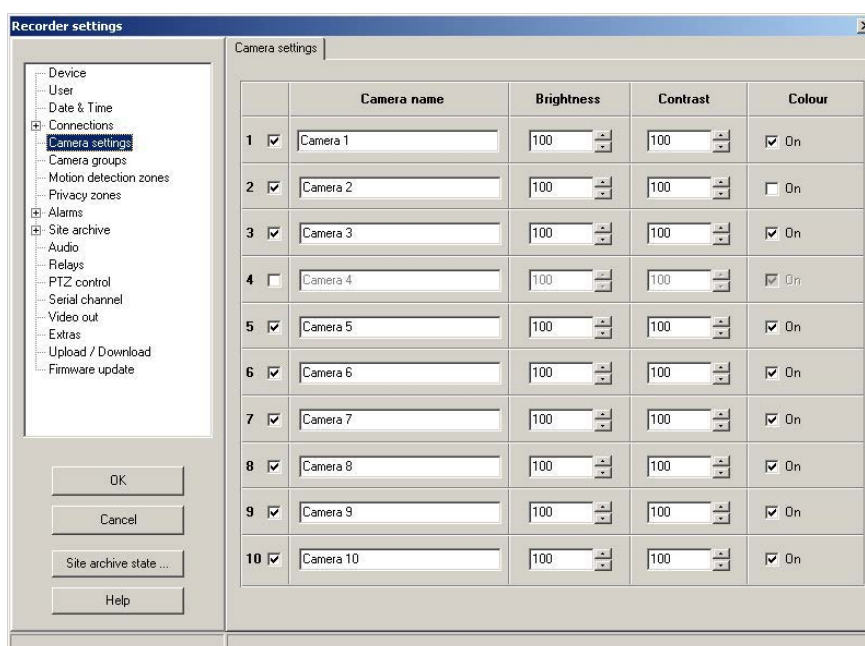 Recorder settings
Device
User
Date & Time
Connections
Camera settings
Camera groups
Motion detection zones
Privacy zones
Alarms
Site archive
Audio
Relays
PTZ control
Serial channel
Video out
Extras
Upload / Download
Firmware update
OK
Cancel
Site archive state ...
Help
Camera settings
Camera name Brightness Contrast Colour
1 Camera 1 100 100 On
2 Camera 2 100 100 On
3 Camera 3 100 100 On
4 Camera 4 100 100 On
5 Camera 5 100 100 On
6 Camera 6 100 100 On
7 Camera 7 100 100 On
8 Camera 8 100 100 On
9 Camera 9 100 100 On
10 Camera 10 100 100 On